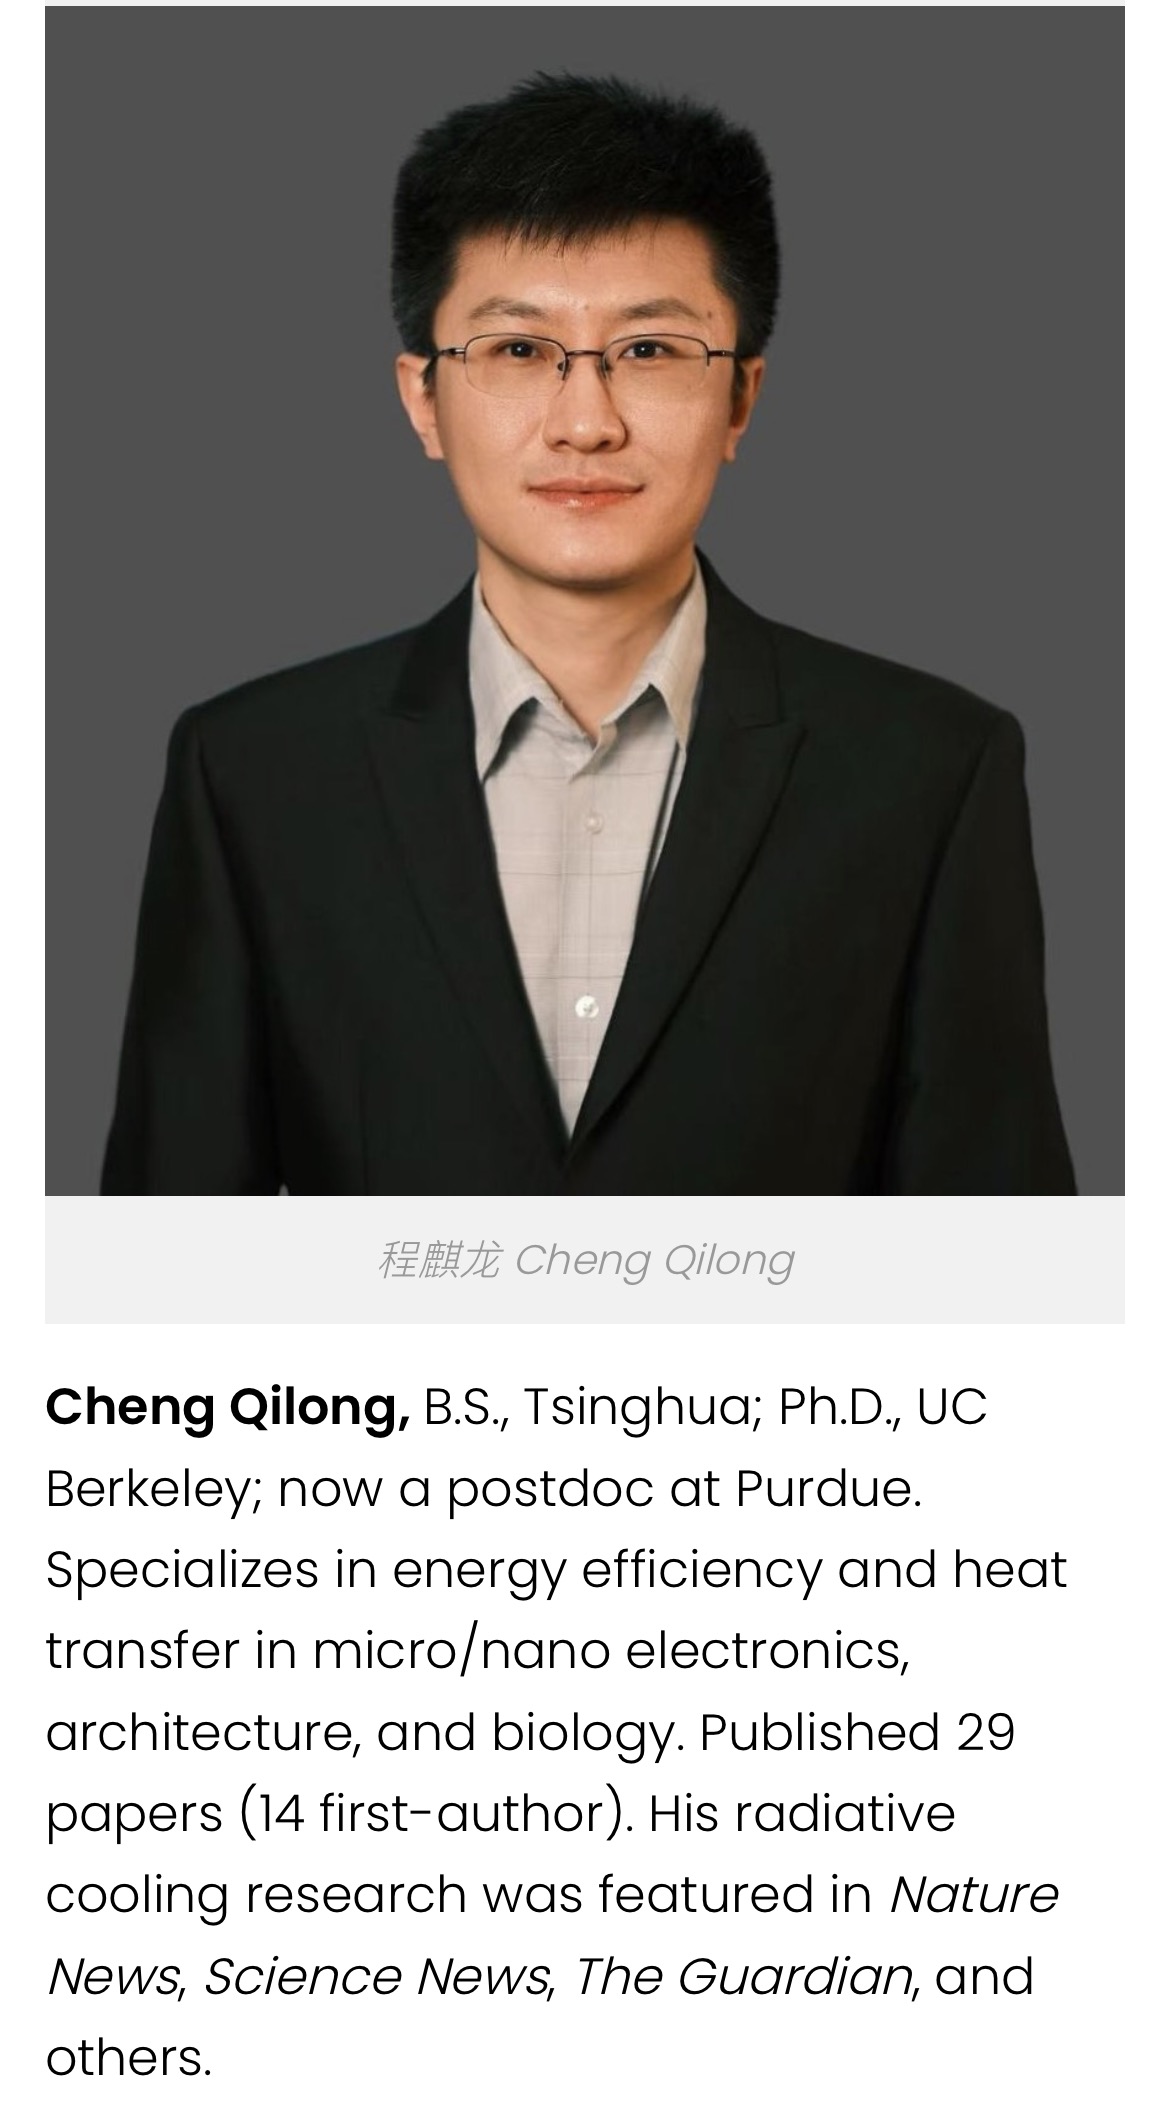 程麒龙 Cheng Qilong
Cheng Qilong, B.S., Tsinghua; Ph.D., UC
Berkeley; now a postdoc at Purdue.
Specializes in energy efficiency and heat
transfer in micro/nano electronics,
architecture, and biology. Published 29
papers (14 first-author). His radiative
cooling research was featured in Nature
News, Science News, The Guardian, and
others.